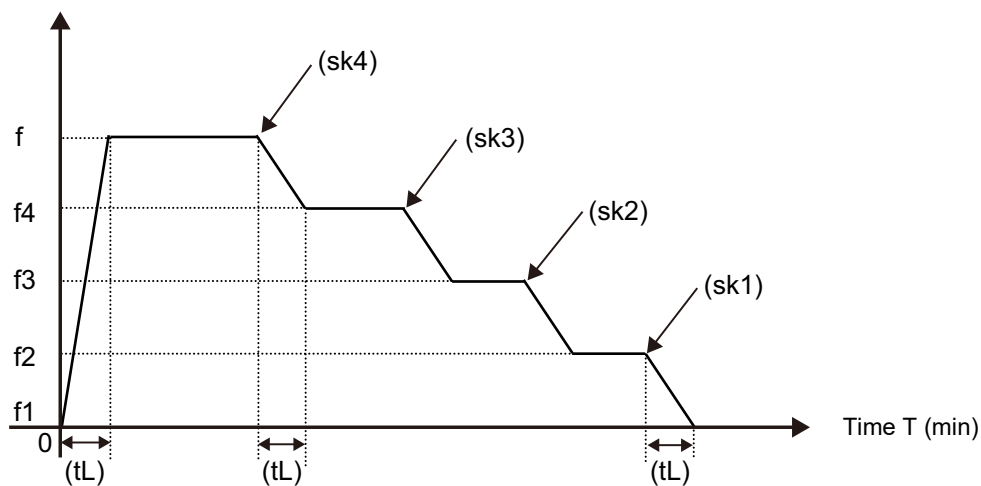 (sk4)
f
(sk3)
f4
(sk2)
f3
(sk1)
f2
f1
Time T (min)
0
(tL)
(tL)
(tL)